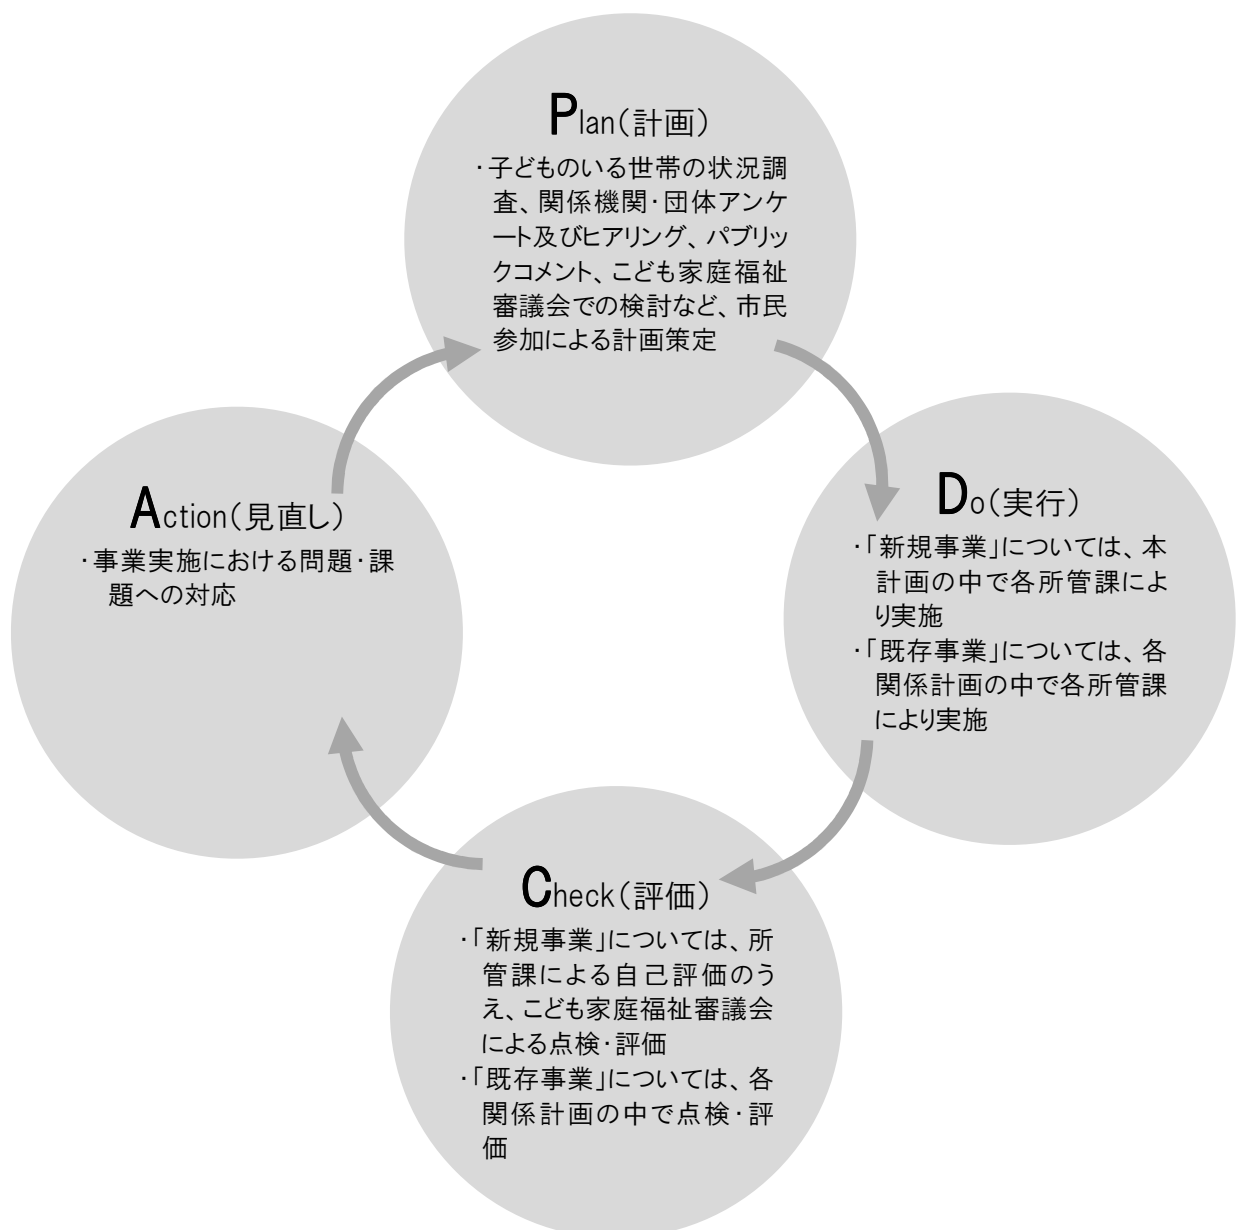 Plan(計画)
・子どものいる世帯の状況調
査、関係機関・団体アンケ
ート及びヒアリング、パブリッ
クコメント、こども家庭福祉
審議会での検討など、市民
参加による計画策定
Do(実行)
・「新規事業」については、本
計画の中で各所管課によ
り実施
・「既存事業」については、各
関係計画の中で各所管課
により実施
Check(評価)
・「新規事業」については、所
管課による自己評価のう
え、こども家庭福祉審議会
による点検・評価
・「既存事業」については、各
関係計画の中で点検・評
価
Action(見直し)
・事業実施における問題・課
題への対応